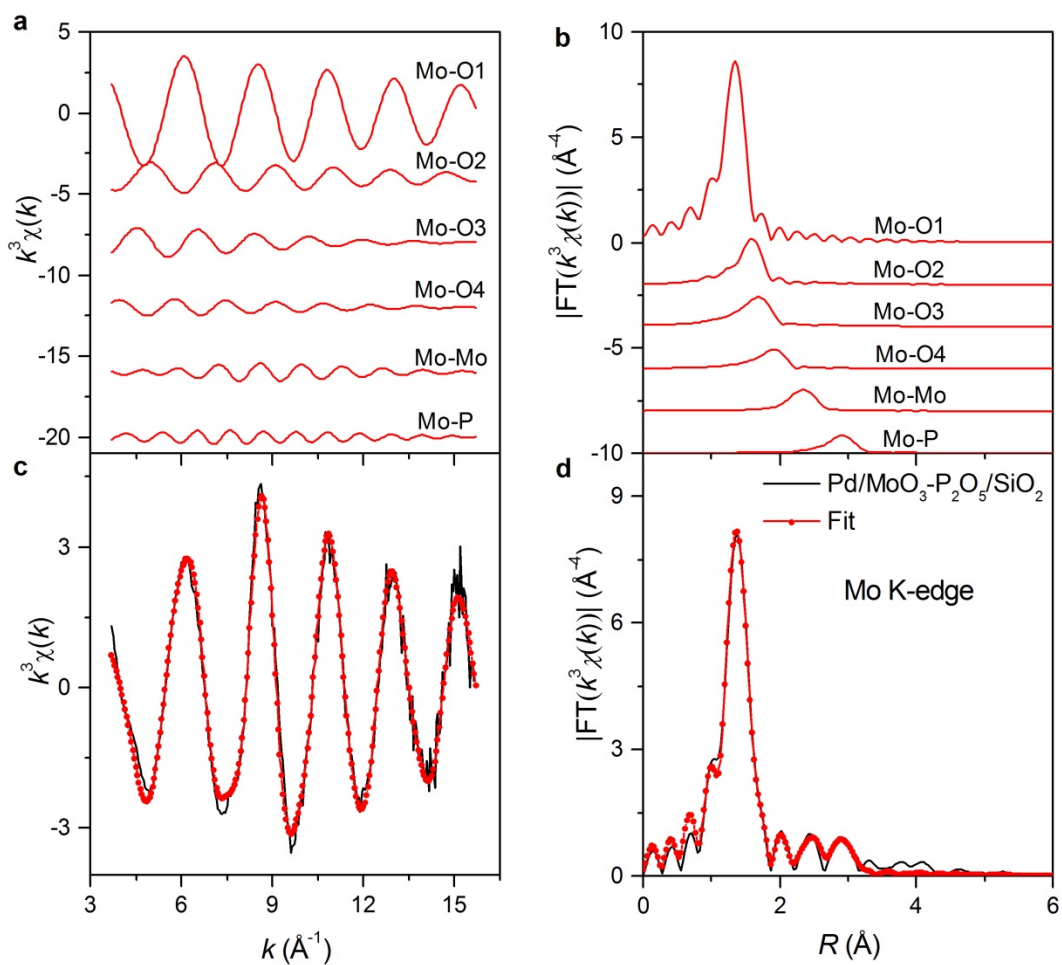 a
5
0
-5
-10
-15
-20
k³χ(k)
Mo-O1
Mo-O2
Mo-O3
Mo-O4
Mo-Mo
Mo-P
b
10
5
0
-5
-10
|FT(k³χ(k))| (Å⁻⁴)
Mo-O1
Mo-O2
Mo-O3
Mo-O4
Mo-Mo
Mo-P
c
3
0
-3
k³χ(k)
3 6 9 12 15
k (Å⁻¹)
d
9
6
3
0
|FT(k³χ(k))| (Å⁻⁴)
Pd/MoO₃-P₂O₅/SiO₂
Fit
Mo K-edge
0 2 4 6
R (Å)